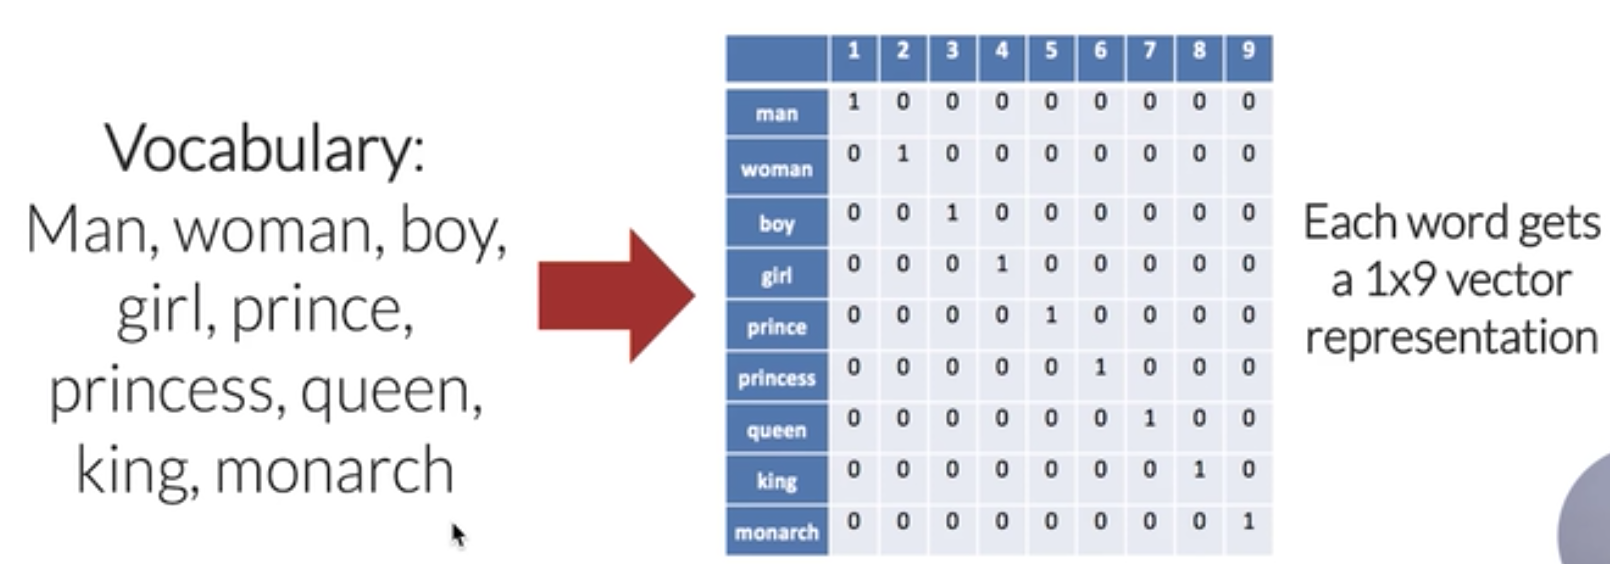 Vocabulary:
Man, woman, boy,
girl, prince,
princess, queen,
king, monarch
1 2 3 4 5 6 7 8 9
man 1 0 0 0 0 0 0 0 0
woman 0 1 0 0 0 0 0 0 0
boy 0 0 1 0 0 0 0 0 0
girl 0 0 0 1 0 0 0 0 0
prince 0 0 0 0 1 0 0 0 0
princess 0 0 0 0 0 1 0 0 0
queen 0 0 0 0 0 0 1 0 0
king 0 0 0 0 0 0 0 1 0
monarch 0 0 0 0 0 0 0 0 1
Each word gets
a 1x9 vector
representation